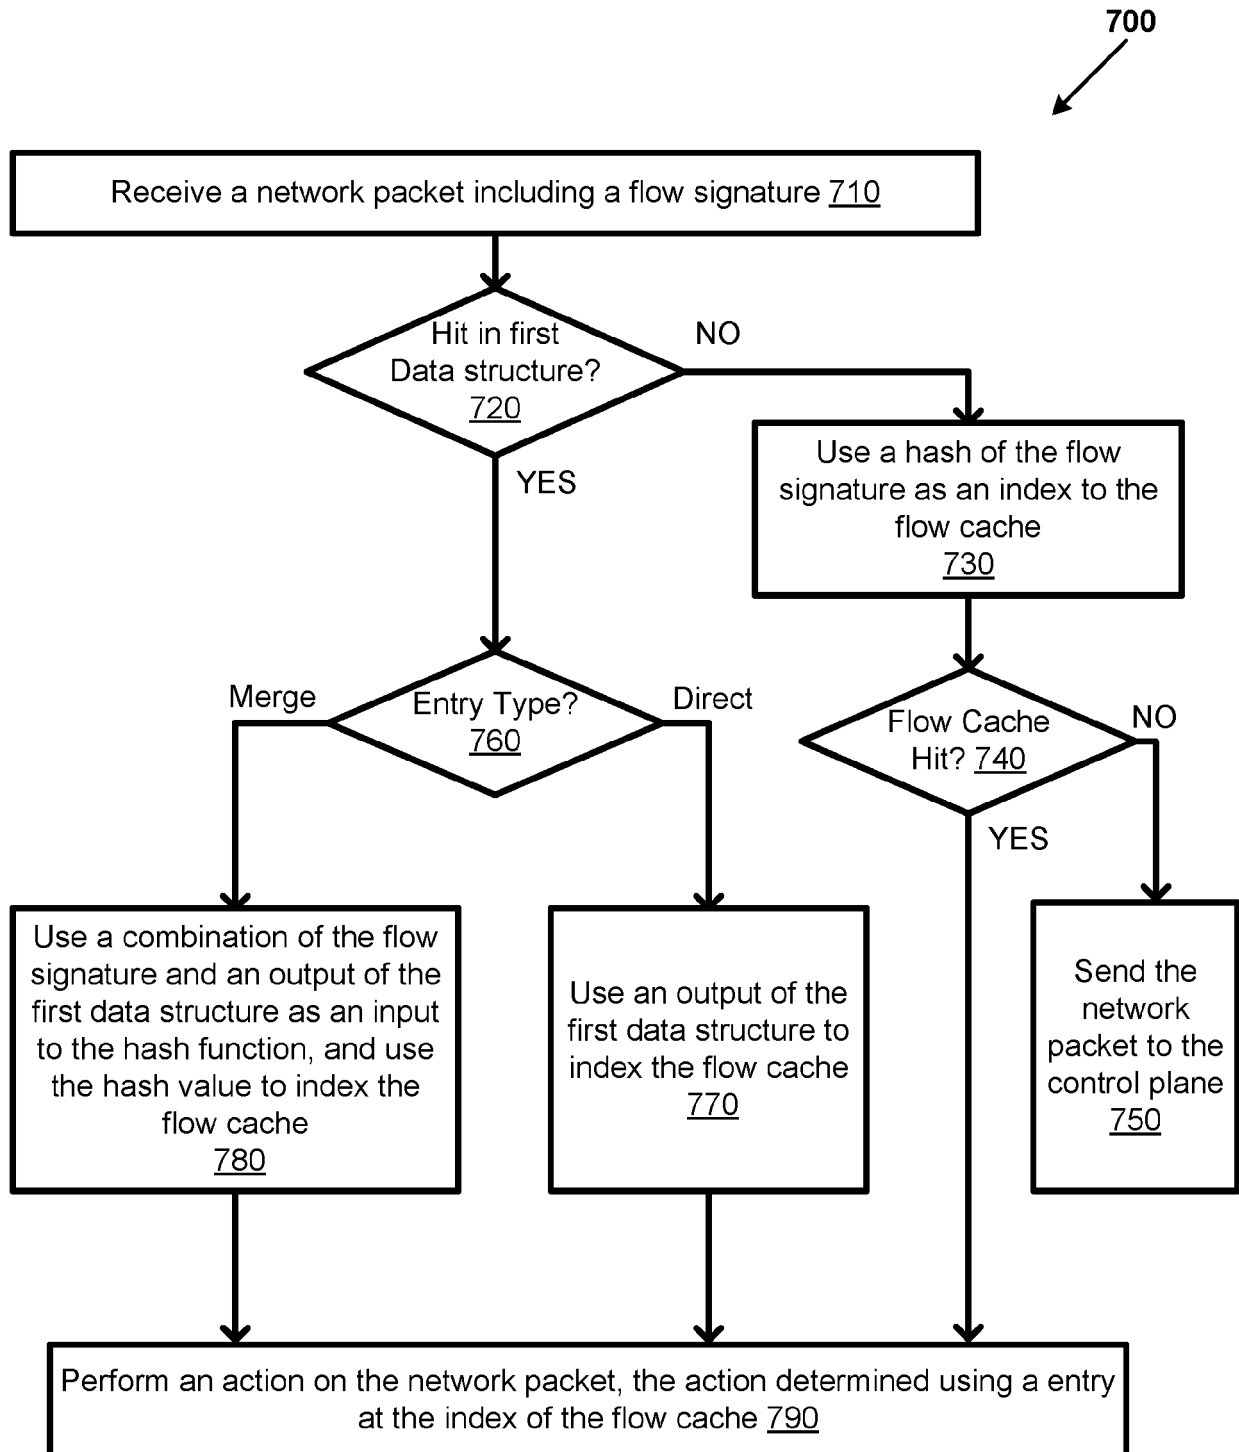 700
Receive a network packet including a flow signature 710
Hit in first
Data structure?
720
NO
YES
Use a hash of the flow
signature as an index to the
flow cache
730
Merge
Entry Type?
760
Direct
Flow Cache
Hit? 740
NO
YES
Use a combination of the flow
signature and an output of the
first data structure as an input
to the hash function, and use
the hash value to index the
flow cache
780
Use an output of the
first data structure to
index the flow cache
770
Send the
network
packet to the
control plane
750
Perform an action on the network packet, the action determined using a entry
at the index of the flow cache 790